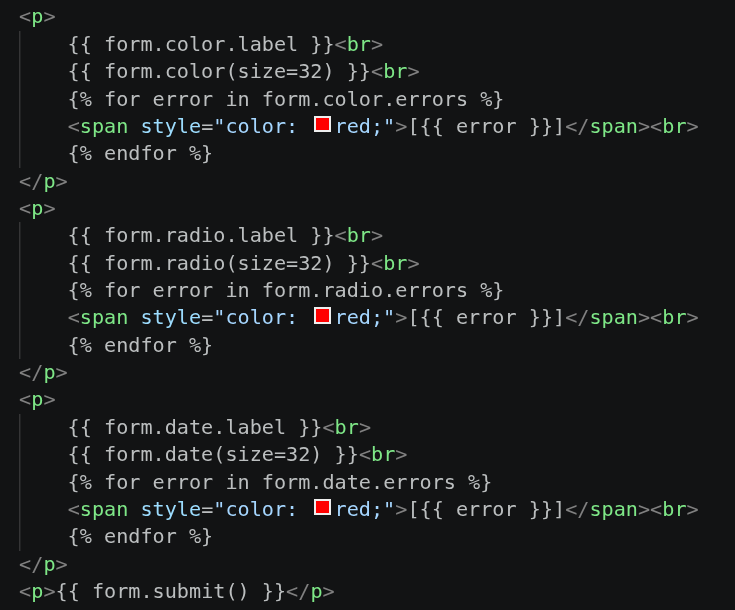 <p>
    {{ form.color.label }}<br>
    {{ form.color(size=32) }}<br>
    {% for error in form.color.errors %}
    <span style="color: red;">[{{ error }}]</span><br>
    {% endfor %}
</p>
<p>
    {{ form.radio.label }}<br>
    {{ form.radio(size=32) }}<br>
    {% for error in form.radio.errors %}
    <span style="color: red;">[{{ error }}]</span><br>
    {% endfor %}
</p>
<p>
    {{ form.date.label }}<br>
    {{ form.date(size=32) }}<br>
    {% for error in form.date.errors %}
    <span style="color: red;">[{{ error }}]</span><br>
    {% endfor %}
</p>
<p>{{ form.submit() }}</p>